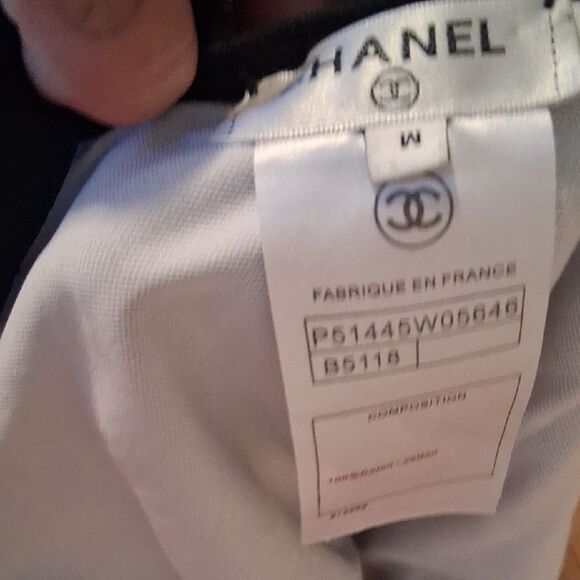 CHANEL
M
FABRIQUE EN FRANCE
P51445W05646
B5118
COMPOSITION